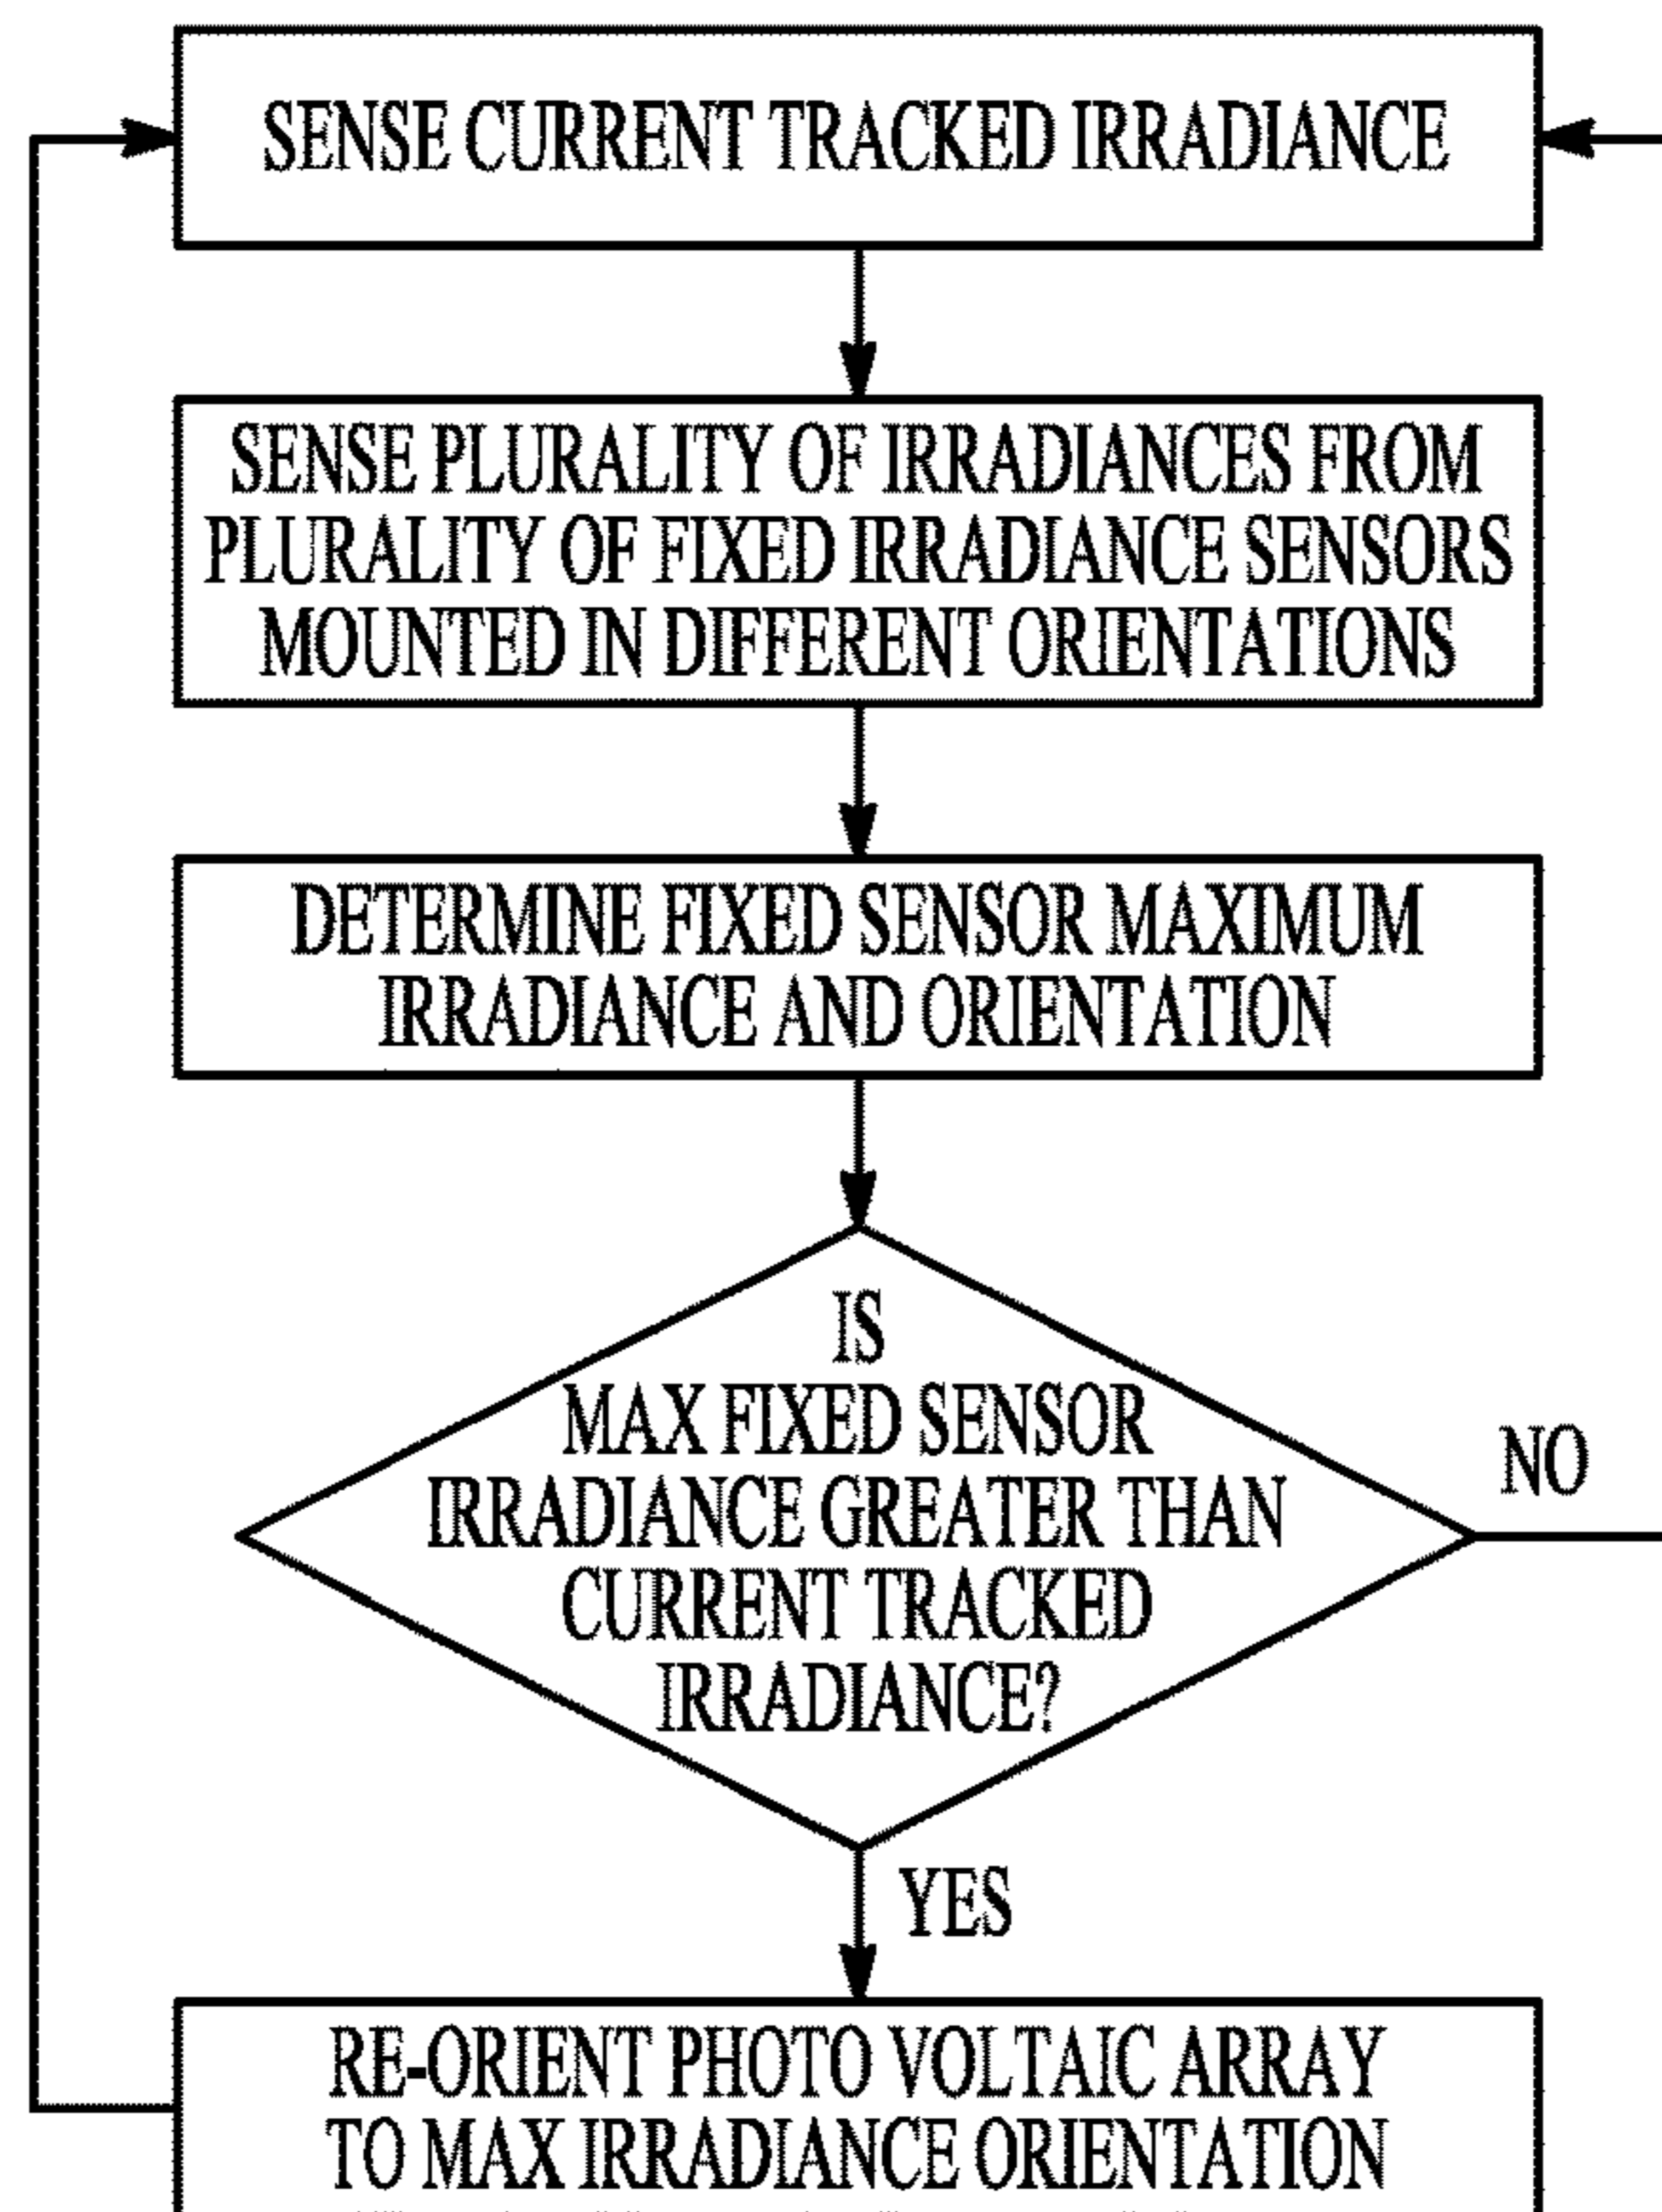 SENSE CURRENT TRACKED IRRADIANCE
SENSE PLURALITY OF IRRADIANCES FROM
PLURALITY OF FIXED IRRADIANCE SENSORS
MOUNTED IN DIFFERENT ORIENTATIONS
DETERMINE FIXED SENSOR MAXIMUM
IRRADIANCE AND ORIENTATION
IS
MAX FIXED SENSOR
IRRADIANCE GREATER THAN
CURRENT TRACKED
IRRADIANCE?
NO
YES
RE-ORIENT PHOTO VOLTAIC ARRAY
TO MAX IRRADIANCE ORIENTATION